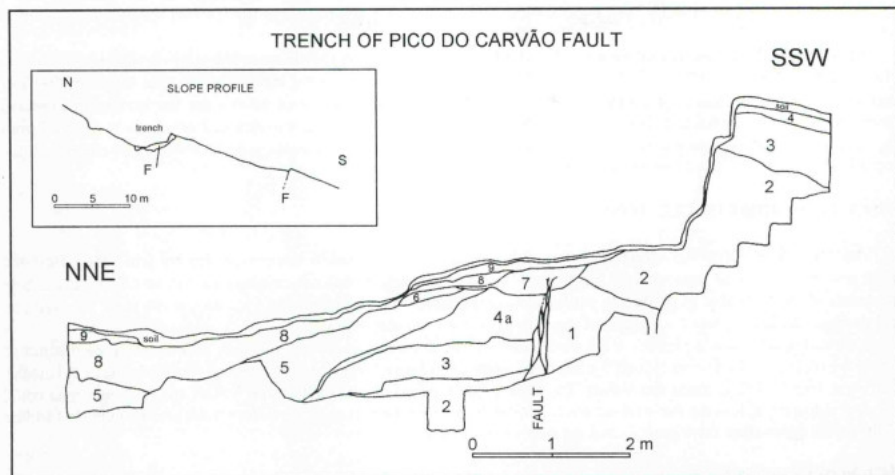 TRENCH OF PICO DO CARVÃO FAULT
SSW
N
SLOPE PROFILE
trench
F
S
F
0 5 10 m
soil
4
3
2
NNE
9
8
7
6
2
4a
1
9
soil
8
8
5
5
3
2
FAULT
0 1 2 m